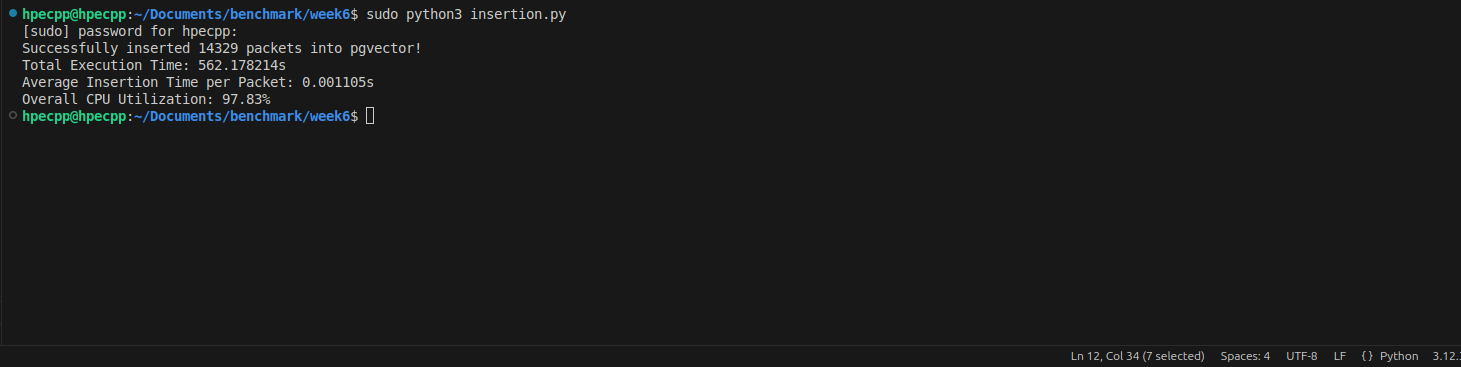 hpecpp@hpecpp:~/Documents/benchmark/week6$ sudo python3 insertion.py
[sudo] password for hpecpp:
Successfully inserted 14329 packets into pgvector!
Total Execution Time: 562.178214s
Average Insertion Time per Packet: 0.001105s
Overall CPU Utilization: 97.83%
hpecpp@hpecpp:~/Documents/benchmark/week6$
Ln 12, Col 34 (7 selected) Spaces: 4 UTF-8 LF {} Python 3.12.